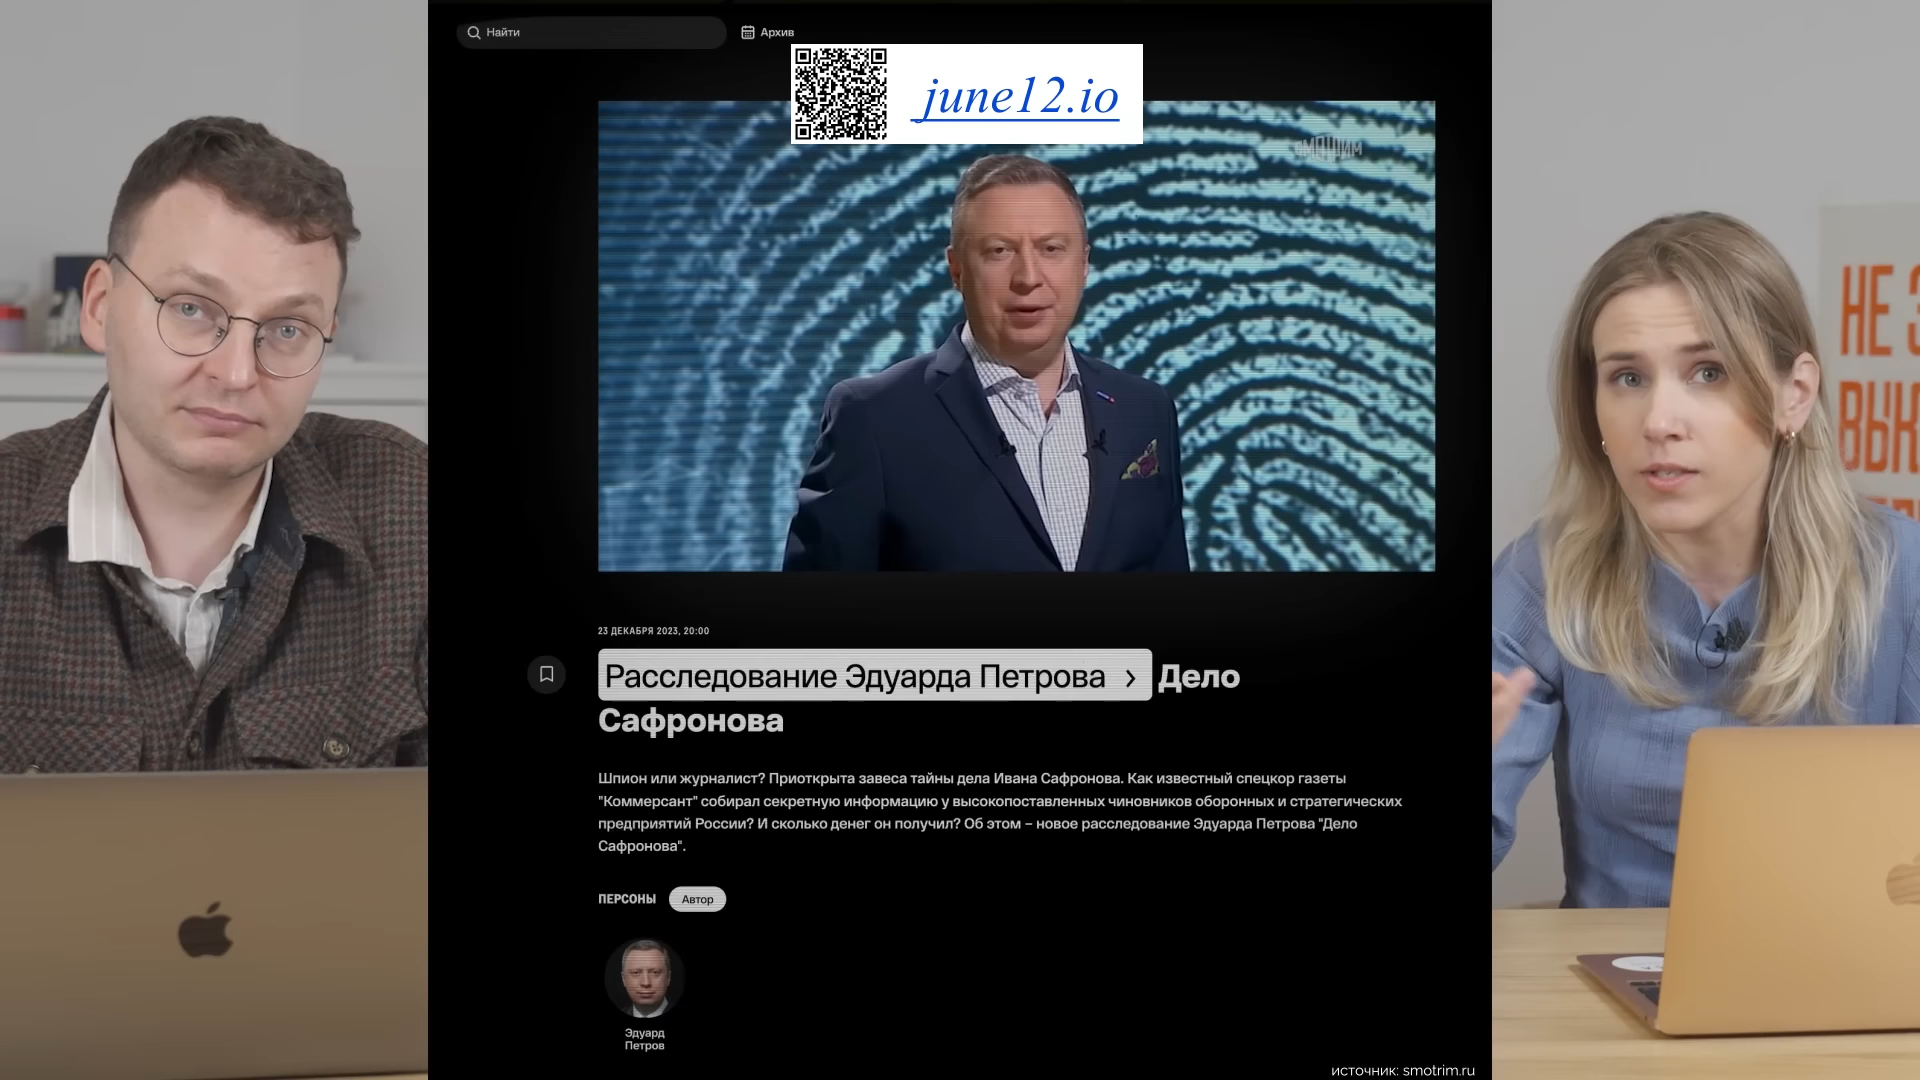 Найти
Архив
june12.io
СМОТРИМ
23 ДЕКАБРЯ 2023, 20:00
Расследование Эдуарда Петрова > Дело
Сафронова
Шпион или журналист? Приоткрыта завеса тайны дела Ивана Сафронова. Как известный спецкор газеты
"Коммерсант" собирал секретную информацию у высокопоставленных чиновников оборонных и стратегических
предприятий России? И сколько денег он получил? Об этом – новое расследование Эдуарда Петрова "Дело
Сафронова".
ПЕРСОНЫ Автор
Эдуард
Петров
источник: smotrim.ru
НЕ